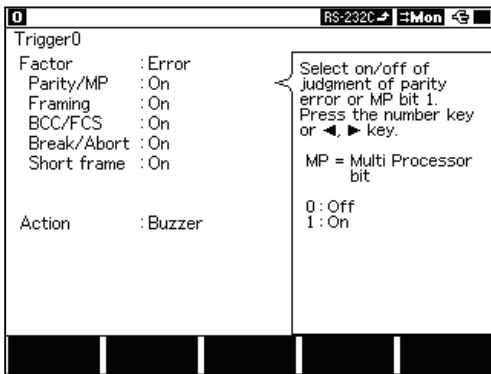 0 RS-232C Mon
Trigger0
Factor : Error
Parity/MP : On
Framing : On
BCC/FCS : On
Break/Abort : On
Short frame : On
Action : Buzzer
Select on/off of
judgment of parity
error or MP bit 1.
Press the number key
or ◄, ► key.
MP = Multi Processor
bit
0 : Off
1 : On